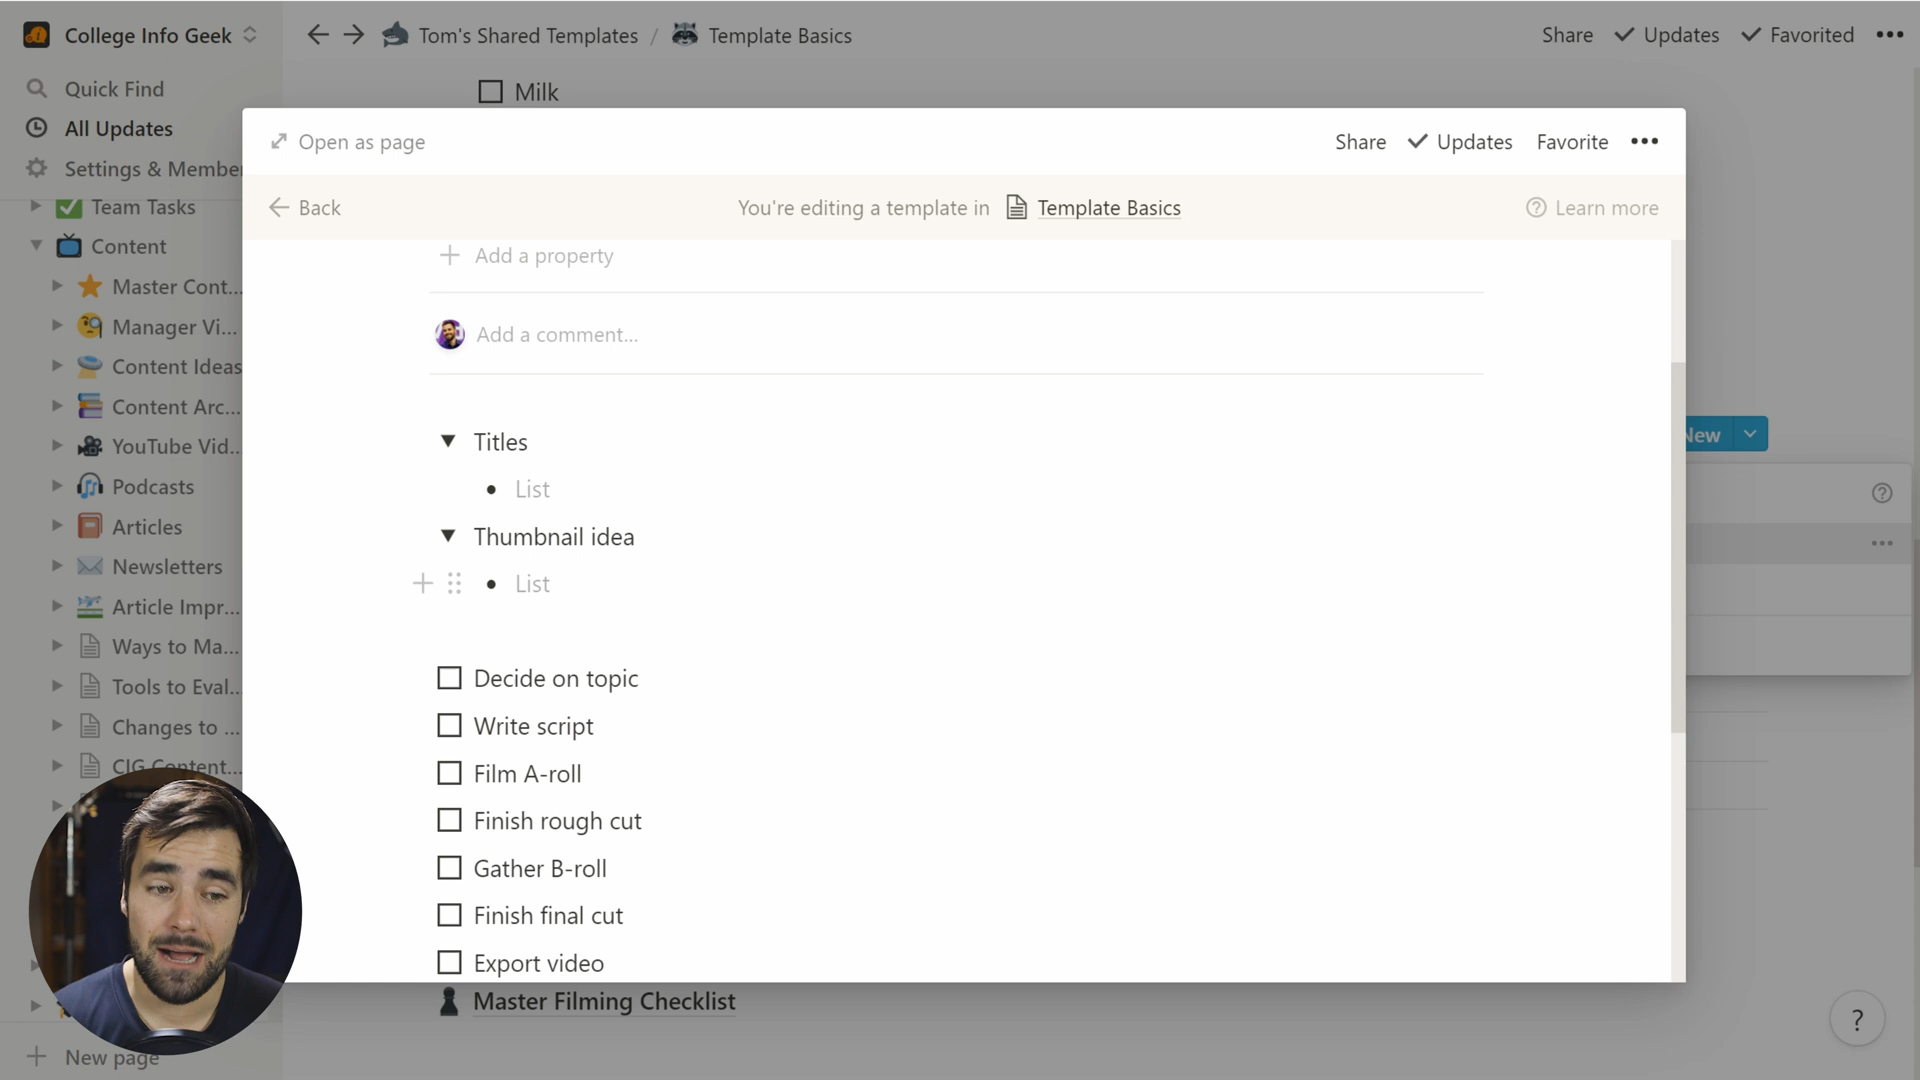 College Info Geek
Tom's Shared Templates / Template Basics
Share Updates Favorited
Quick Find
All Updates
Settings & Member
Team Tasks
Content
Master Cont...
Manager Vi...
Content Ideas
Content Arc...
YouTube Vid...
Podcasts
Articles
Newsletters
Article Impr...
Ways to Ma...
Tools to Eval...
Changes to ...
CIG Content...
New page
Milk
Open as page
Share Updates Favorite
Back
You're editing a template in Template Basics
Learn more
Add a property
Add a comment...
Titles
List
Thumbnail idea
List
Decide on topic
Write script
Film A-roll
Finish rough cut
Gather B-roll
Finish final cut
Export video
Master Filming Checklist
New
?